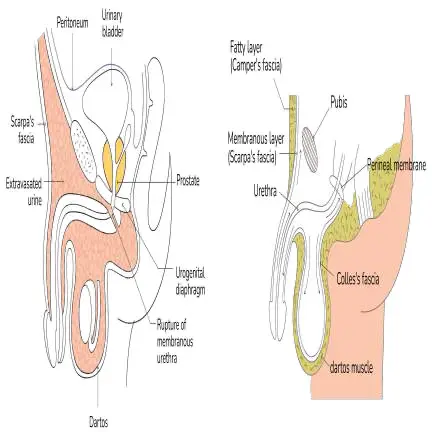 Peritoneum
Urinary
bladder
Scarpa's
fascia
Extravasated
urine
Prostate
Urogenital
diaphragm
Rupture of
membranous
urethra
Dartos
Fatty layer
(Camper's fascia)
Pubis
Membranous layer
(Scarpa's fascia)
Perineal membrane
Urethra
Colles's fascia
dartos muscle